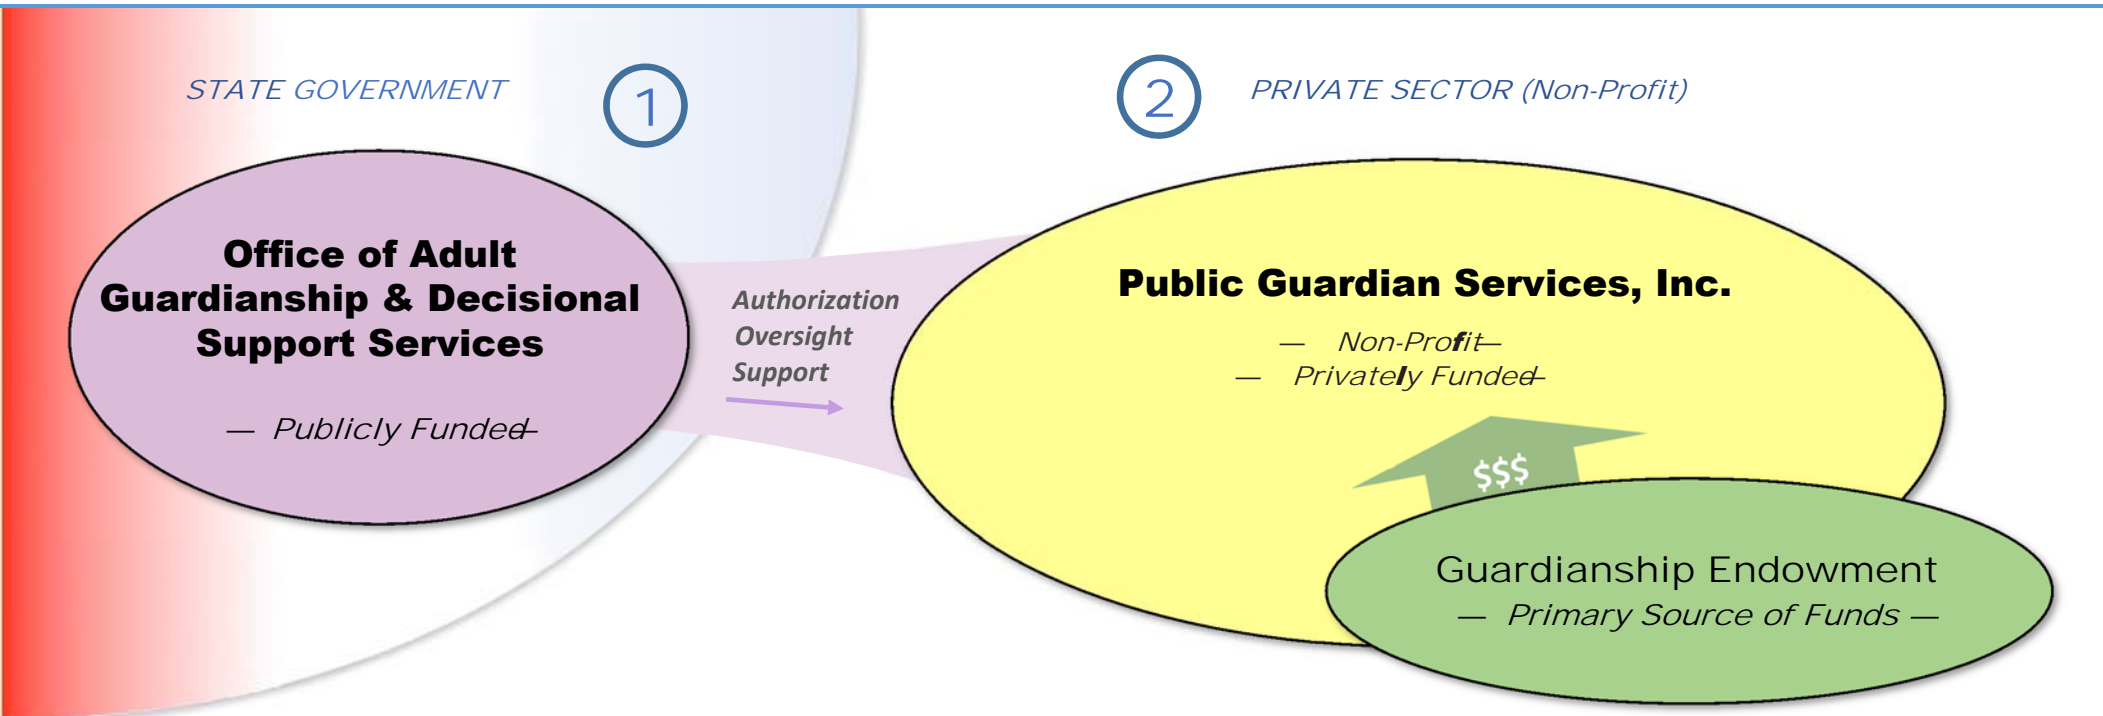 STATE GOVERNMENT
1
Office of Adult
Guardianship & Decisional
Support Services
— Publicly Funded—
Authorization
Oversight
Support
2
PRIVATE SECTOR (Non-Profit)
Public Guardian Services, Inc.
— Non-Profit—
— Privately Funded—
$$$
Guardianship Endowment
— Primary Source of Funds —